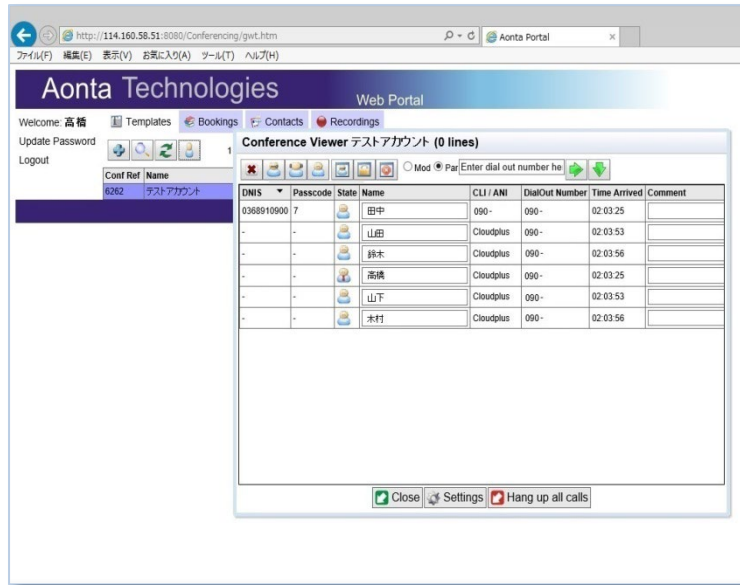 http://114.160.58.51:8080/Conferencing/gwt.htm
Aonta Portal
ファイル(F) 編集(E) 表示(V) お気に入り(A) ツール(T) ヘルプ(H)
Aonta Technologies
Web Portal
Welcome: 高橋
Templates Bookings Contacts Recordings
Update Password
Logout
1
Conf Ref Name
6262 テストアカウント
Conference Viewer テストアカウント (0 lines)
Mod Par Enter dial out number he
DNIS Passcode State Name CLI / ANI DialOut Number Time Arrived Comment
0368910900 7 田中 090- 090- 02:03:25
- - 山田 Cloudplus 090- 02:03:53
- - 鈴木 Cloudplus 090- 02:03:56
- - 高橋 Cloudplus 090- 02:03:25
- - 山下 Cloudplus 090- 02:03:53
- - 木村 Cloudplus 090- 02:03:56
Close Settings Hang up all calls